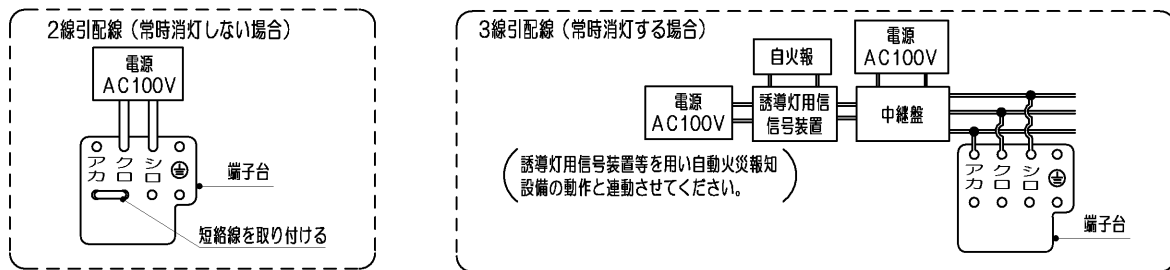 2線引配線（常時消灯しない場合）
電源
AC100V
アカ
クロ
シロ
端子台
短絡線を取り付ける
3線引配線（常時消灯する場合）
電源
AC100V
自火報
電源
AC100V
誘導灯用信
信号装置
中継盤
誘導灯用信号装置等を用い自動火災報知
設備の動作と連動させてください。
アカ
クロ
シロ
端子台